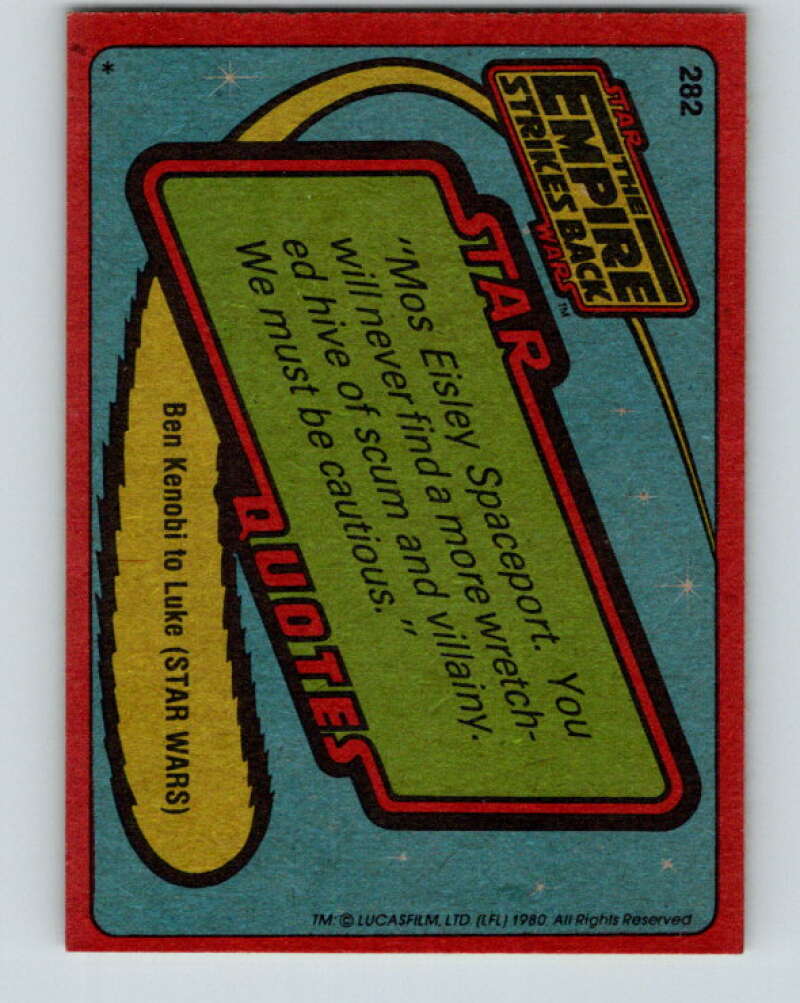 282
STAR
THE
EMPIRE
STRIKES BACK
WARS™
STAR
"Mos Eisley Spaceport. You
will never find a more wretch-
ed hive of scum and villainy.
We must be cautious."
QUOTES
Ben Kenobi to Luke (STAR WARS)
*
TM: © LUCASFILM, LTD. (LFL) 1980. All Rights Reserved